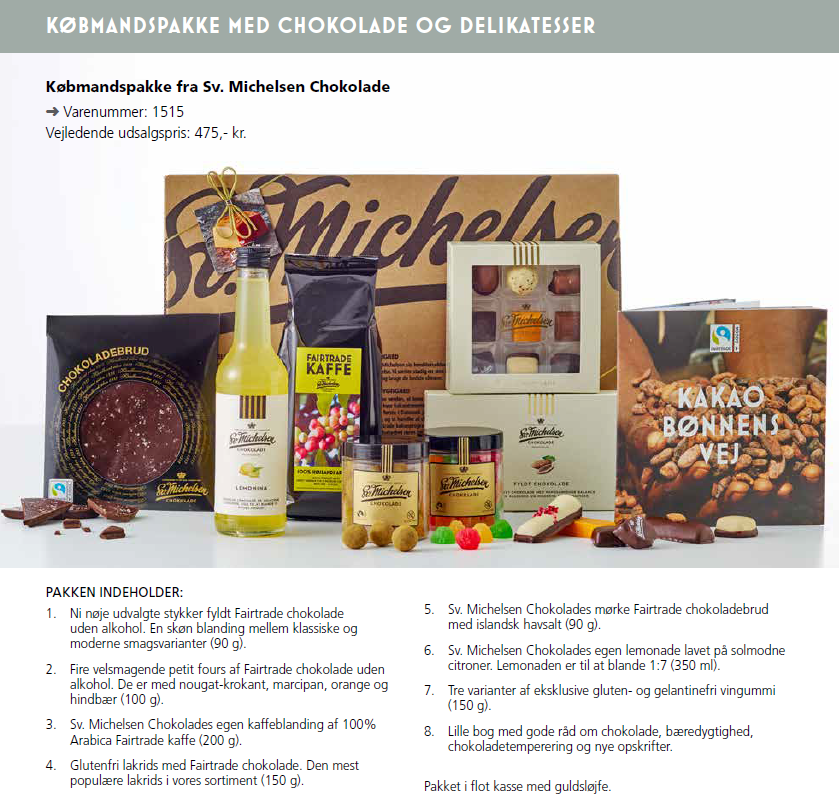 KØBMANDSPAKKE MED CHOKOLADE OG DELIKATESSER
Købmandspakke fra Sv. Michelsen Chokolade
➔ Varenummer: 1515
Vejledende udsalgspris: 475,- kr.
Sv. Michelsen
CHOKOLADEBRUD
Sv. Michelsen
CHOKOLADE
Sv. Michelsen
CHOKOLADE
LEMONINA
FAIRTRADE
KAFFE
Sv. Michelsen
Sv. Michelsen
CHOKOLADE
Sv. Michelsen
CHOKOLADE
Sv. Michelsen
CHOKOLADE
FYLDT CHOKOLADE
KAKAO
BØNNENS
VEJ
PAKKEN INDEHOLDER:
1. Ni nøje udvalgte stykker fyldt Fairtrade chokolade
uden alkohol. En skøn blanding mellem klassiske og
moderne smagsvarianter (90 g).
2. Fire velsmagende petit fours af Fairtrade chokolade uden
alkohol. De er med nougat-krokant, marcipan, orange og
hindbær (100 g).
3. Sv. Michelsen Chokolades egen kaffeblanding af 100%
Arabica Fairtrade kaffe (200 g).
4. Glutenfri lakrids med Fairtrade chokolade. Den mest
populære lakrids i vores sortiment (150 g).
5. Sv. Michelsen Chokolades mørke Fairtrade chokoladebrud
med islandsk havsalt (90 g).
6. Sv. Michelsen Chokolades egen lemonade lavet på solmodne
citroner. Lemonaden er til at blande 1:7 (350 ml).
7. Tre varianter af eksklusive gluten- og gelantinefri vingummi
(150 g).
8. Lille bog med gode råd om chokolade, bæredygtighed,
chokoladetemperering og nye opskrifter.
Pakket i flot kasse med guldsløjfe.